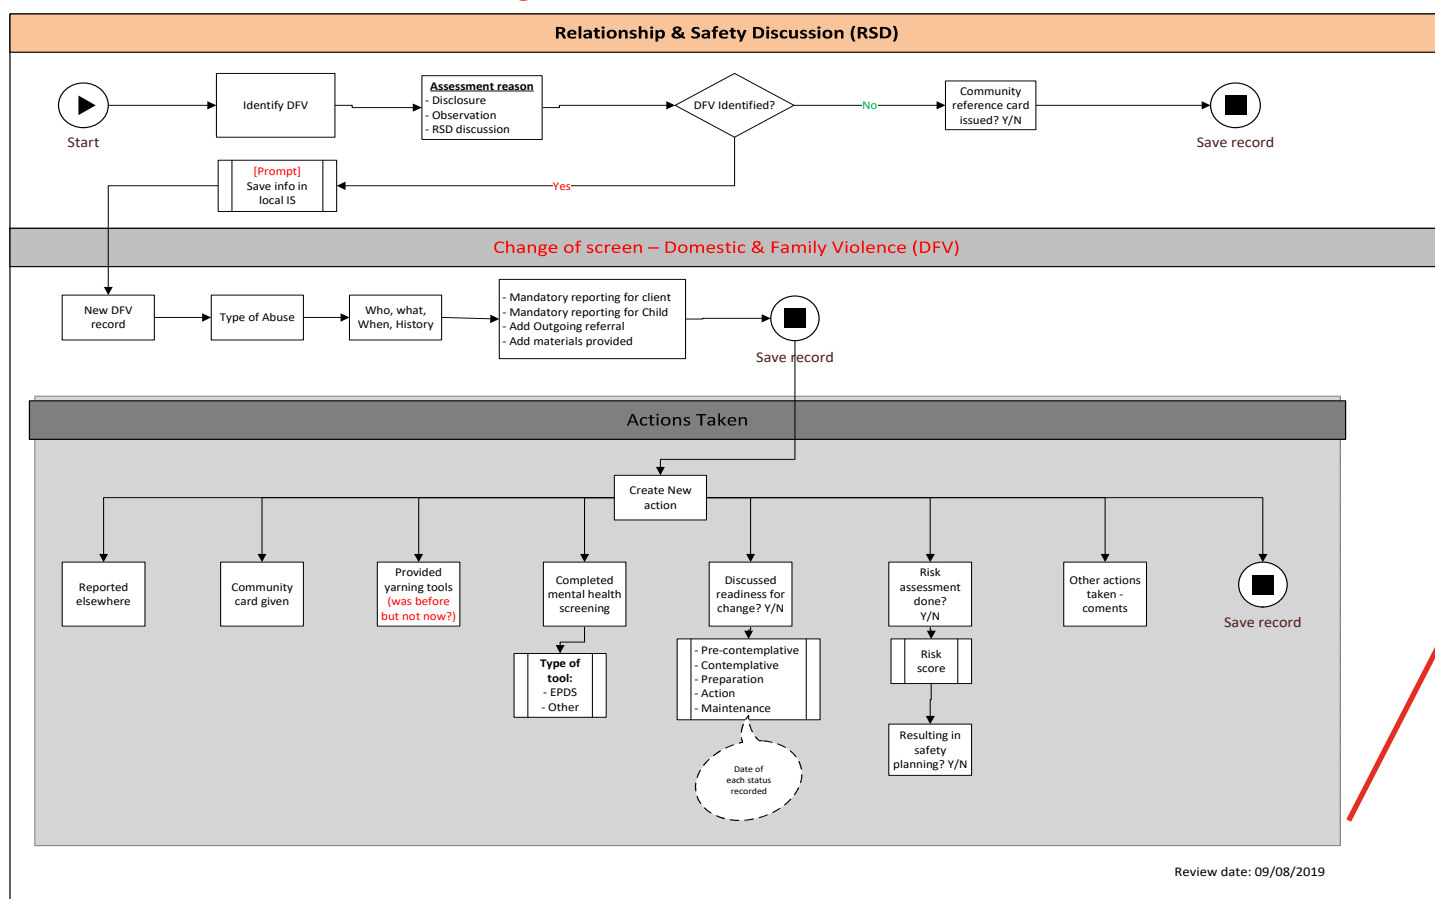 Relationship & Safety Discussion (RSD)
Start
Identify DFV
Assessment reason
- Disclosure
- Observation
- RSD discussion
DFV Identified?
No
Community
reference card
issued? Y/N
Save record
Yes
[Prompt]
Save info in
local IS
Change of screen – Domestic & Family Violence (DFV)
New DFV
record
Type of Abuse
Who, what,
When, History
- Mandatory reporting for client
- Mandatory reporting for Child
- Add Outgoing referral
- Add materials provided
Save record
Actions Taken
Create New
action
Reported
elsewhere
Community
card given
Provided
yarning tools
(was before
but not now?)
Completed
mental health
screening
Type of
tool:
- EPDS
- Other
Discussed
readiness for
change? Y/N
- Pre-contemplative
- Contemplative
- Preparation
- Action
- Maintenance
Date of
each status
recorded
Risk
assessment
done?
Y/N
Risk
score
Resulting in
safety
planning? Y/N
Other actions
taken -
coments
Save record
Review date: 09/08/2019